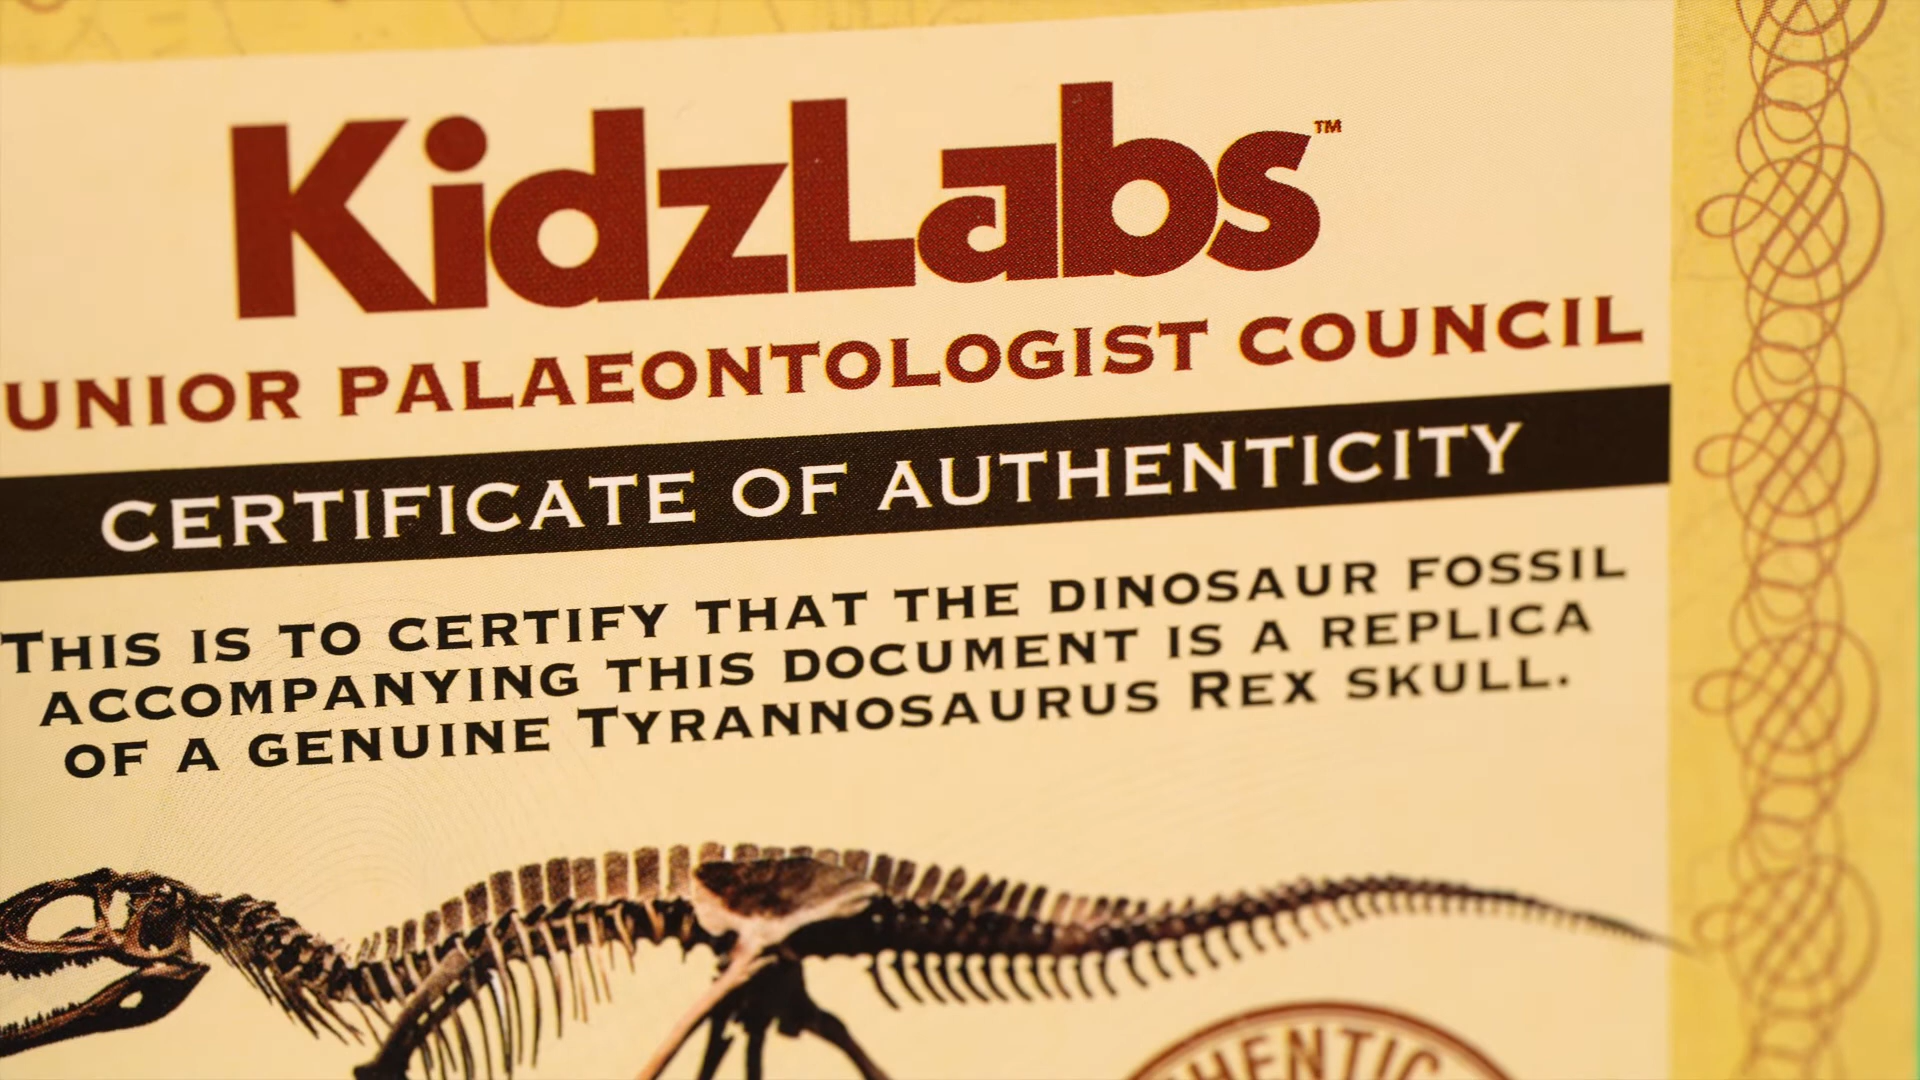 KidzLabs™
UNIOR PALAEONTOLOGIST COUNCIL
CERTIFICATE OF AUTHENTICITY
THIS IS TO CERTIFY THAT THE DINOSAUR FOSSIL
ACCOMPANYING THIS DOCUMENT IS A REPLICA
OF A GENUINE TYRANNOSAURUS REX SKULL.
HENTIC